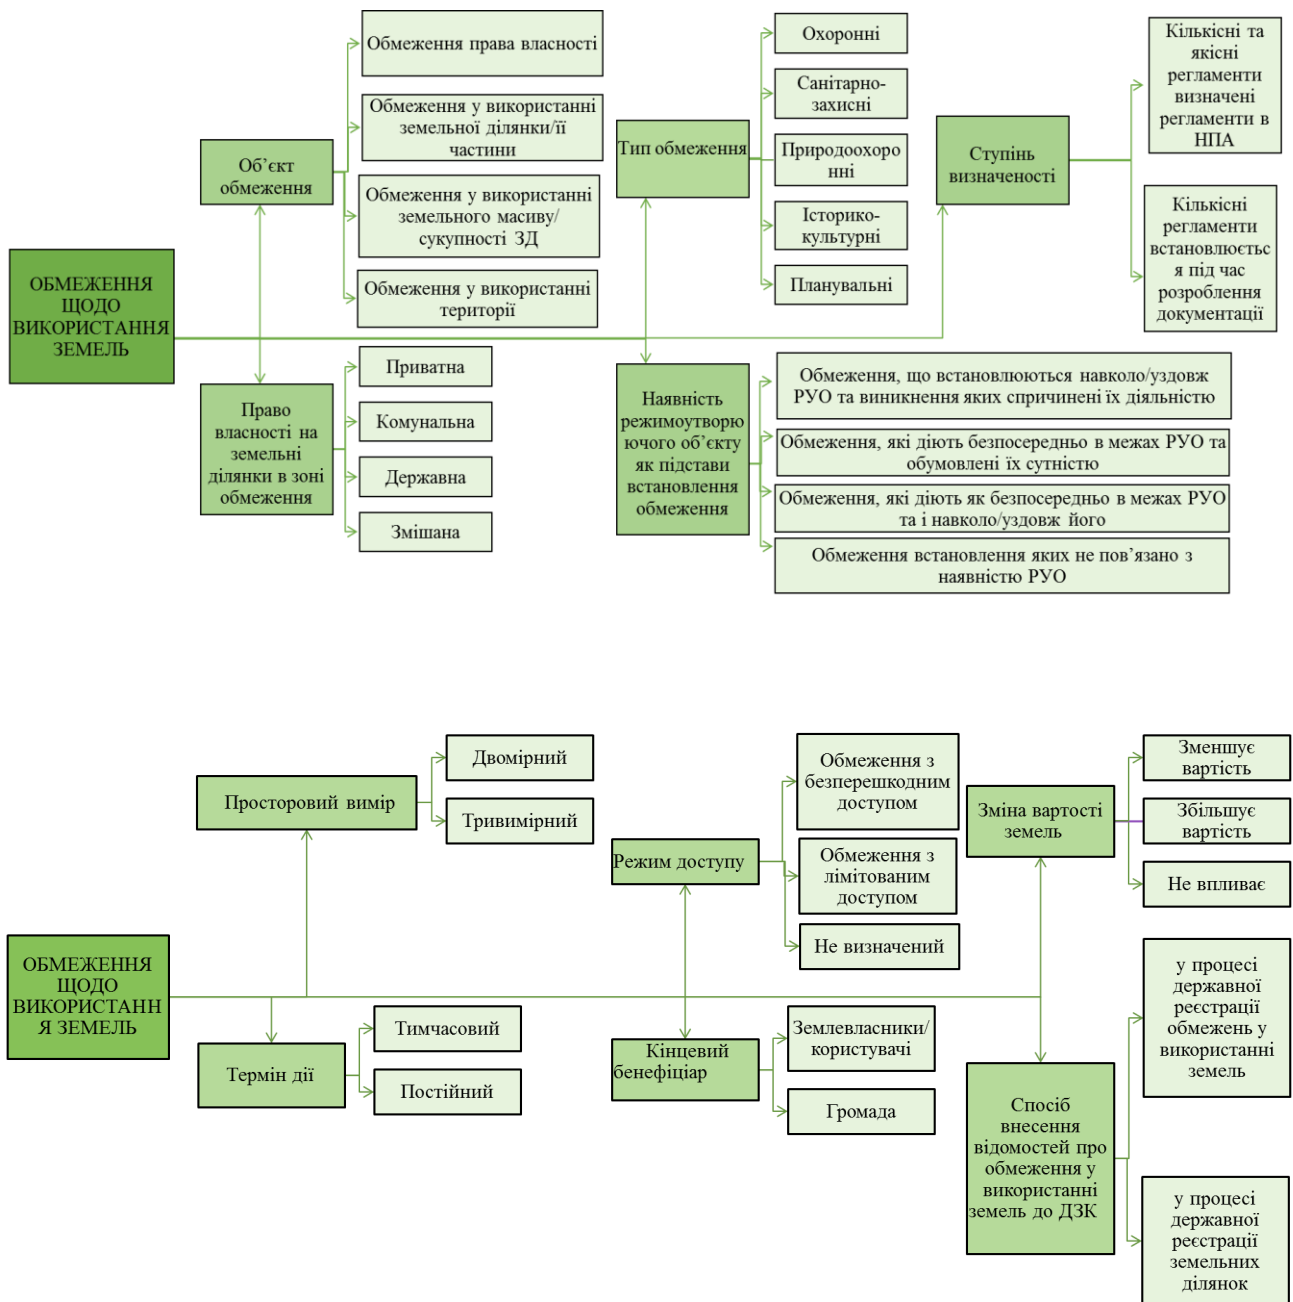 ОБМЕЖЕННЯ
ЩОДО
ВИКОРИСТАННЯ
ЗЕМЕЛЬ
Об’єкт
обмеження
Обмеження права власності
Обмеження у використанні
земельної ділянки/її
частини
Обмеження у використанні
земельного масиву/
сукупності ЗД
Обмеження у використанні
території
Право
власності на
земельні
ділянки в зоні
обмеження
Приватна
Комунальна
Державна
Змішана
Тип обмеження
Охоронні
Санітарно-
захисні
Природоохоро
нні
Історико-
культурні
Планувальні
Наявність
режимоутворю
ючого об’єкту
як підстави
встановлення
обмеження
Обмеження, що встановлюються навколо/уздовж
РУО та виникнення яких спричинені їх діяльністю
Обмеження, які діють безпосередньо в межах РУО та
обумовлені їх сутністю
Обмеження, які діють як безпосередньо в межах РУО
та і навколо/уздовж його
Обмеження встановлення яких не пов’язано з
наявністю РУО
Ступінь
визначеності
Кількісні та
якісні
регламенти
визначені
регламенти в
НПА
Кількісні
регламенти
встановлюєтьс
я під час
розроблення
документації
ОБМЕЖЕННЯ
ЩОДО
ВИКОРИСТАНН
Я ЗЕМЕЛЬ
Просторовий вимір
Двомірний
Тривимірний
Термін дії
Тимчасовий
Постійний
Режим доступу
Обмеження з
безперешкодним
доступом
Обмеження з
лімітованим
доступом
Не визначений
Кінцевий
бенефіціар
Землевласники/
користувачі
Громада
Зміна вартості
земель
Зменшує
вартість
Збільшує
вартість
Не впливає
Спосіб
внесення
відомостей про
обмеження у
використанні
земель до ДЗК
у процесі
державної
реєстрації
обмежень у
використанні
земель
у процесі
державної
реєстрації
земельних
ділянок